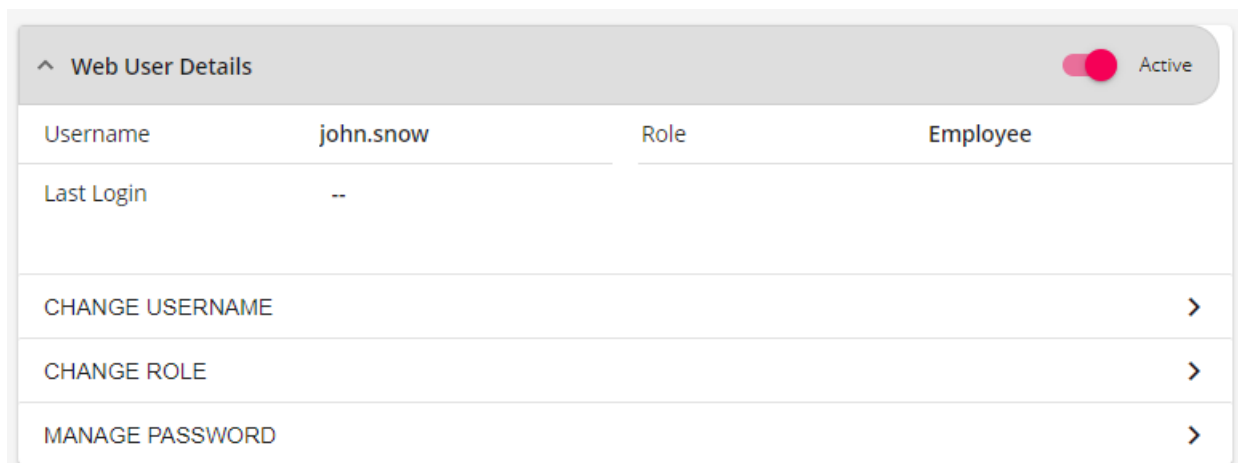 Web User Details Active
Username john.snow Role Employee
Last Login --
CHANGE USERNAME
CHANGE ROLE
MANAGE PASSWORD